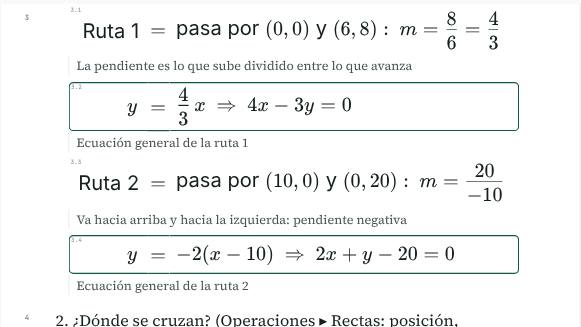 3
3.1
Ruta 1 = pasa por (0,0) y (6,8) : m = 8/6 = 4/3
La pendiente es lo que sube dividido entre lo que avanza
3.2
y = 4/3 x ⇒ 4x − 3y = 0
Ecuación general de la ruta 1
3.3
Ruta 2 = pasa por (10,0) y (0,20) : m = 20/−10
Va hacia arriba y hacia la izquierda: pendiente negativa
3.4
y = −2(x − 10) ⇒ 2x + y − 20 = 0
Ecuación general de la ruta 2
4
2. ¿Dónde se cruzan? (Operaciones ▸ Rectas: posición,